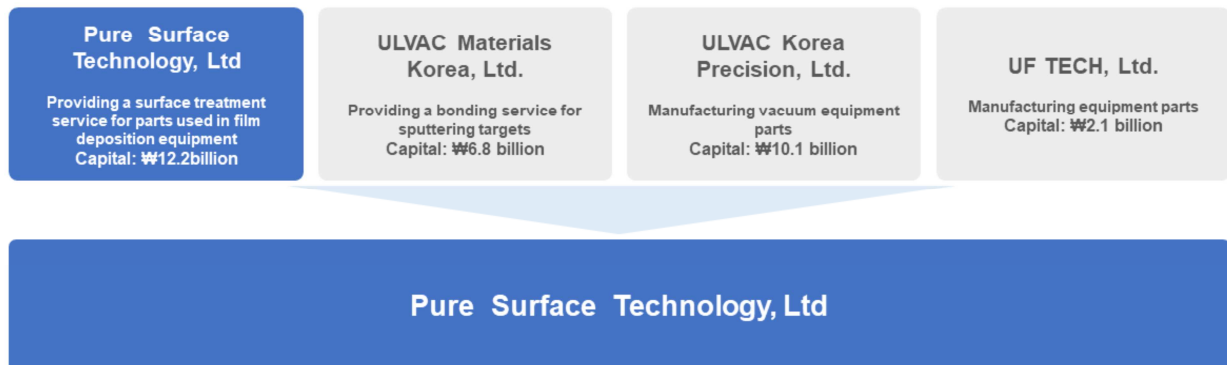 Pure Surface
Technology, Ltd
Providing a surface treatment
service for parts used in film
deposition equipment
Capital: ₩12.2billion
ULVAC Materials
Korea, Ltd.
Providing a bonding service for
sputtering targets
Capital: ₩6.8 billion
ULVAC Korea
Precision, Ltd.
Manufacturing vacuum equipment
parts
Capital: ₩10.1 billion
UF TECH, Ltd.
Manufacturing equipment parts
Capital: ₩2.1 billion
Pure Surface Technology, Ltd